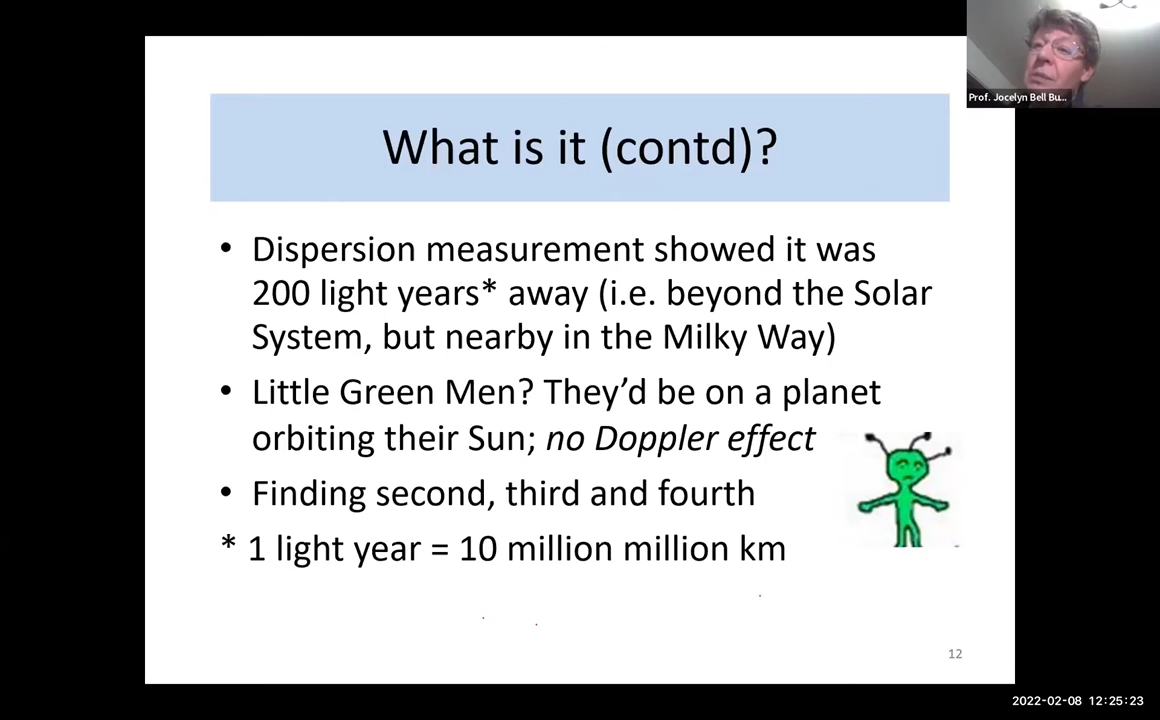 Prof. Jocelyn Bell Bu...
What is it (contd)?
• Dispersion measurement showed it was
200 light years* away (i.e. beyond the Solar
System, but nearby in the Milky Way)
• Little Green Men? They’d be on a planet
orbiting their Sun; no Doppler effect
• Finding second, third and fourth
* 1 light year = 10 million million km
12
2022-02-08 12:25:23